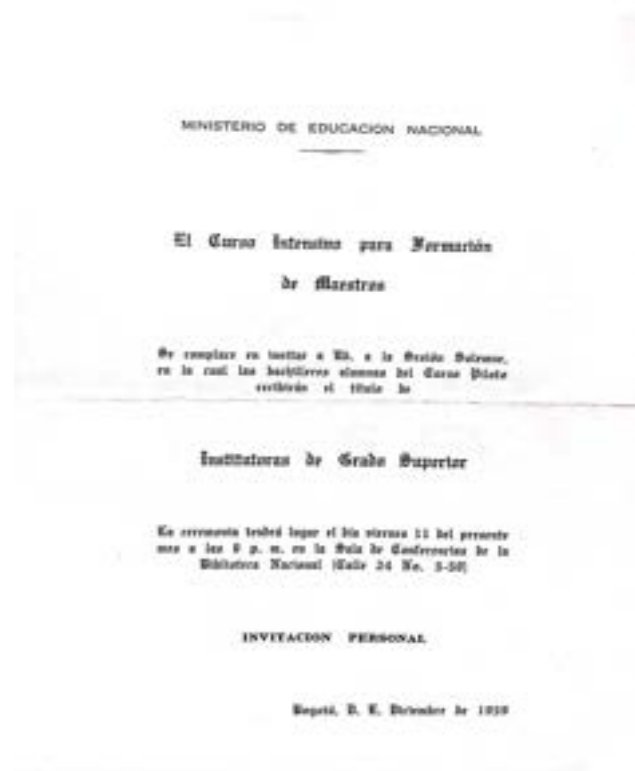 MINISTERIO DE EDUCACION NACIONAL
El Curso Intensivo para Formación
de Maestros
Se complace en invitar a Ud. a la Sesión Solemne,
en la cual las bachilleres alumnas del Curso Piloto
recibirán el título de
Institutoras de Grado Superior
La ceremonia tendrá lugar el día viernes 11 del presente
mes a las 6 p. m. en la Sala de Conferencias de la
Biblioteca Nacional (Calle 24 No. 5-60)
INVITACION PERSONAL
Bogotá, D. E. Diciembre de 1959